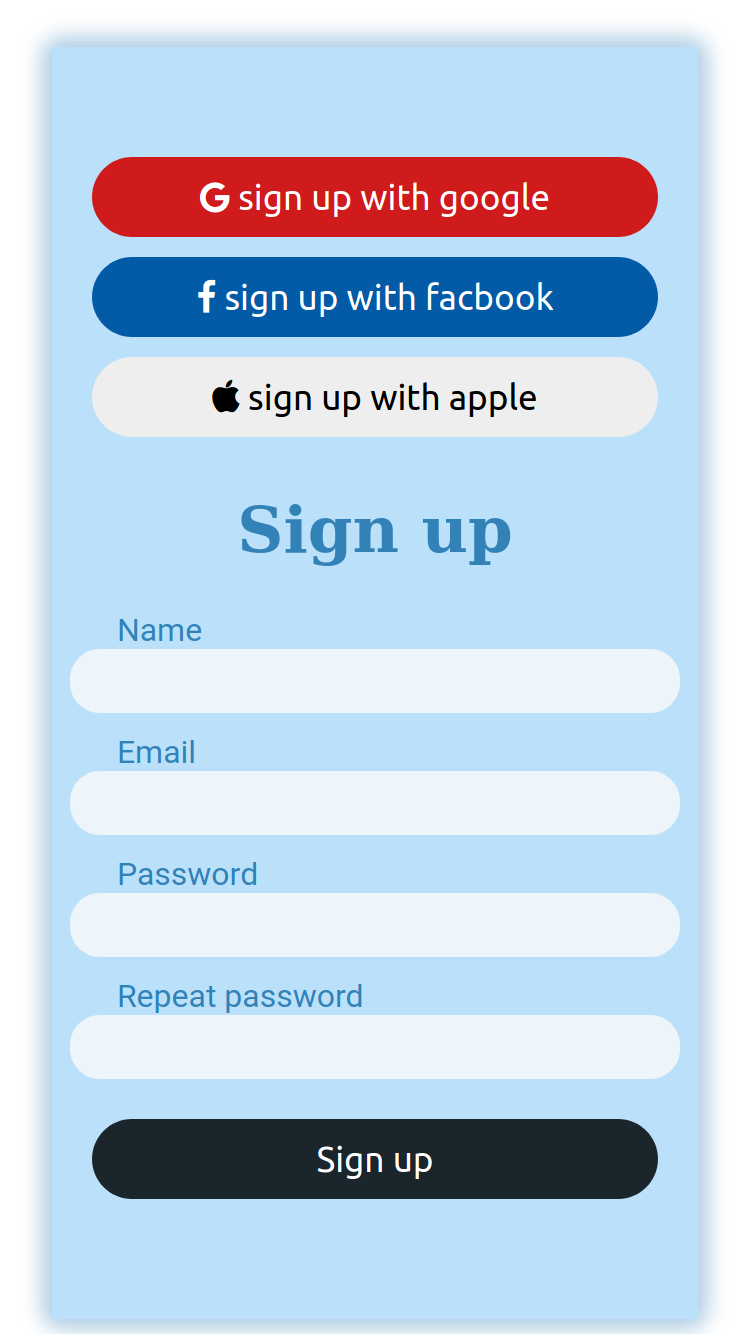 sign up with google
sign up with facbook
sign up with apple
Sign up
Name
Email
Password
Repeat password
Sign up